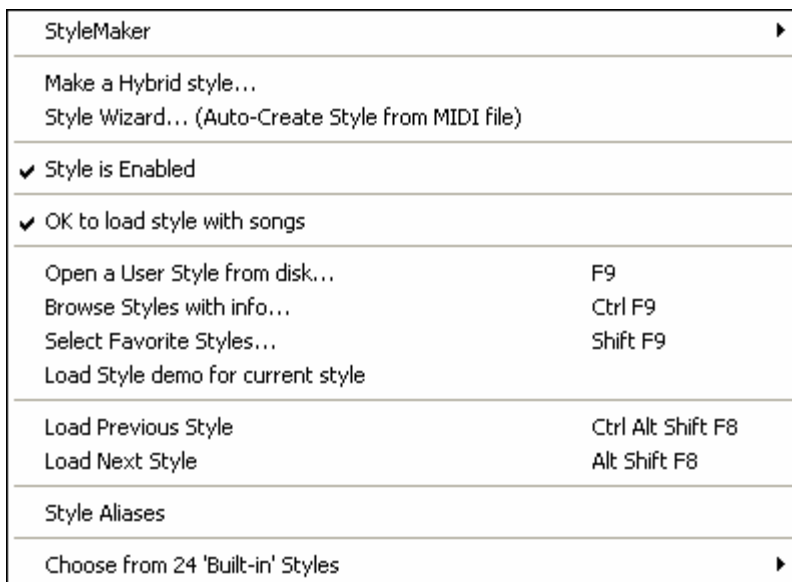 StyleMaker
Make a Hybrid style...
Style Wizard... (Auto-Create Style from MIDI file)
Style is Enabled
OK to load style with songs
Open a User Style from disk... F9
Browse Styles with info... Ctrl F9
Select Favorite Styles... Shift F9
Load Style demo for current style
Load Previous Style Ctrl Alt Shift F8
Load Next Style Alt Shift F8
Style Aliases
Choose from 24 'Built-in' Styles